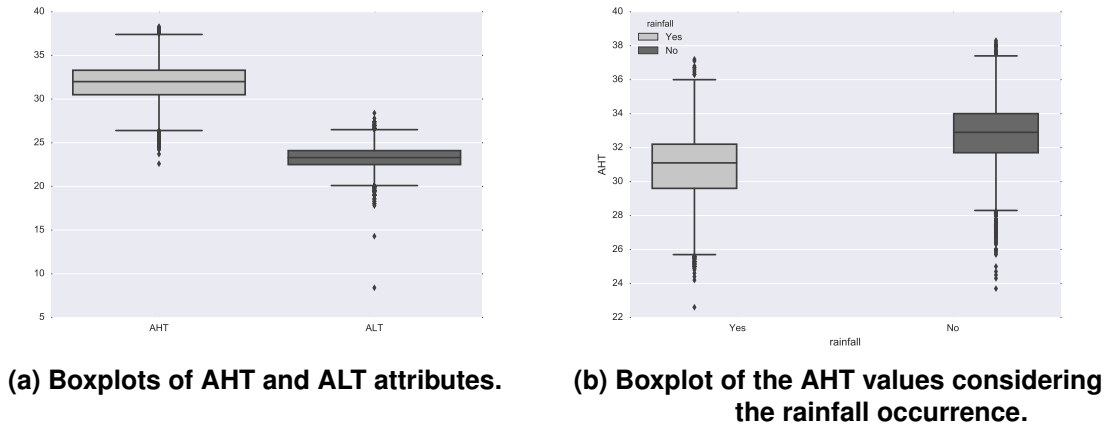 40
35
30
25
20
15
10
5
AHT
ALT
(a) Boxplots of AHT and ALT attributes.
40
38
36
34
32
30
28
26
24
22
AHT
rainfall
Yes
No
Yes
No
rainfall
(b) Boxplot of the AHT values considering
the rainfall occurrence.